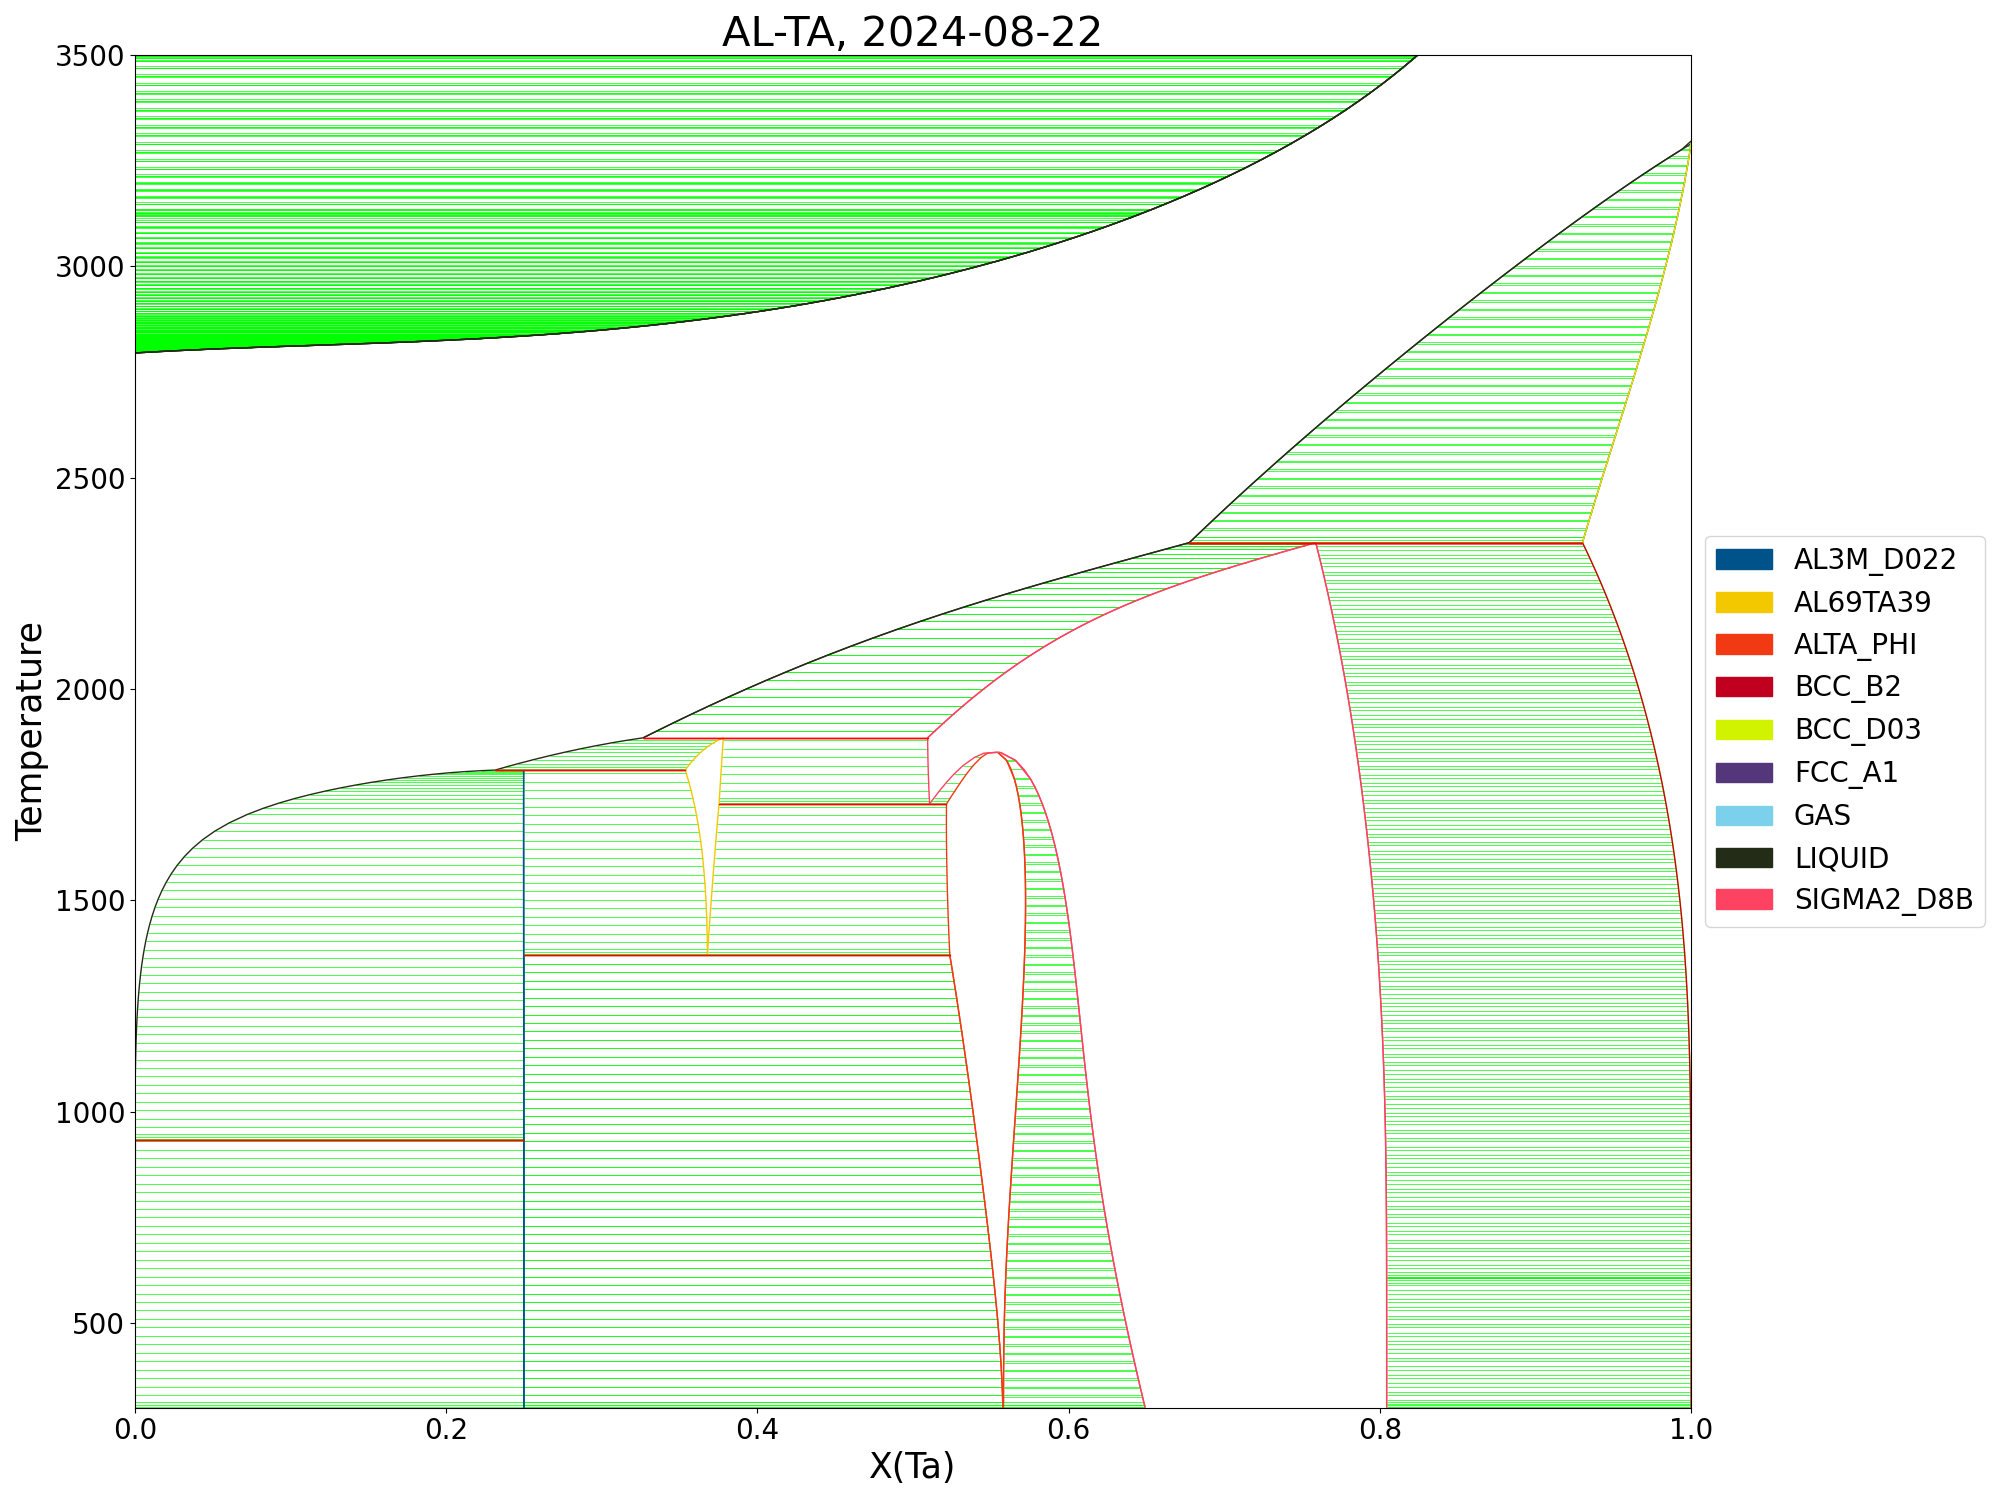 AL-TA, 2024-08-22
3500
3000
2500
2000
1500
1000
500
Temperature
0.0 0.2 0.4 0.6 0.8 1.0
X(Ta)
AL3M_D022
AL69TA39
ALTA_PHI
BCC_B2
BCC_D03
FCC_A1
GAS
LIQUID
SIGMA2_D8B